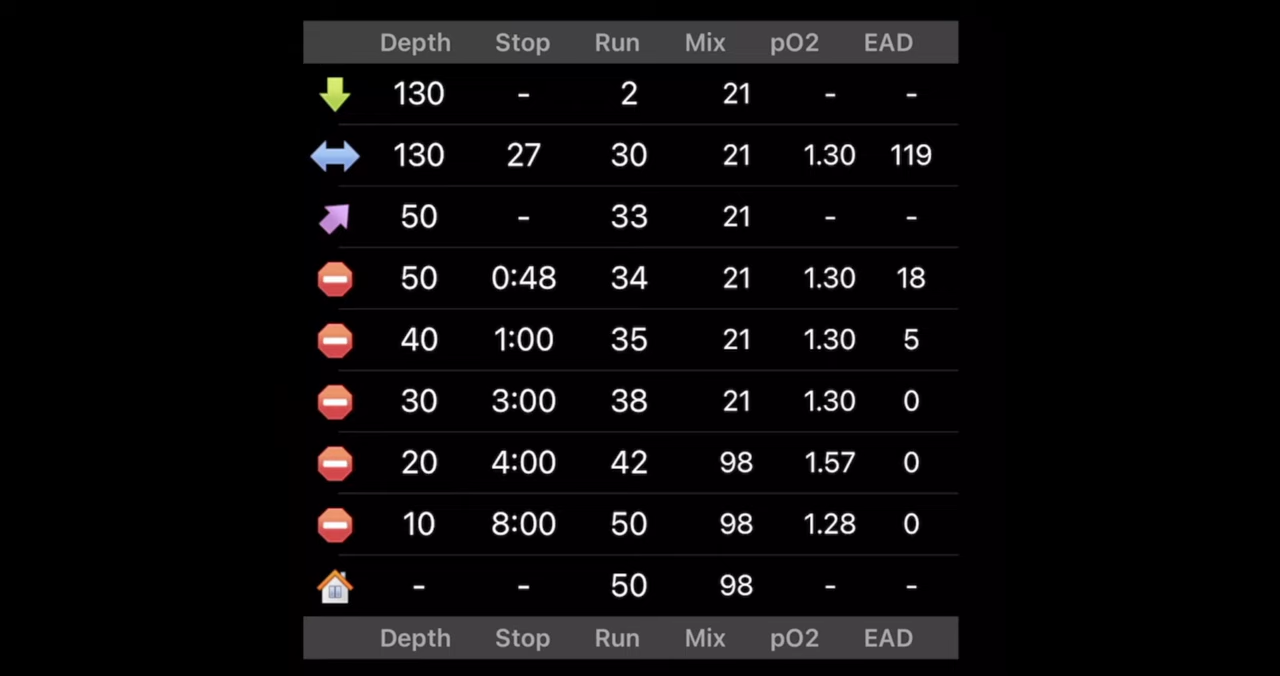 Depth Stop Run Mix pO2 EAD
130 - 2 21 - -
130 27 30 21 1.30 119
50 - 33 21 - -
50 0:48 34 21 1.30 18
40 1:00 35 21 1.30 5
30 3:00 38 21 1.30 0
20 4:00 42 98 1.57 0
10 8:00 50 98 1.28 0
- - 50 98 - -
Depth Stop Run Mix pO2 EAD